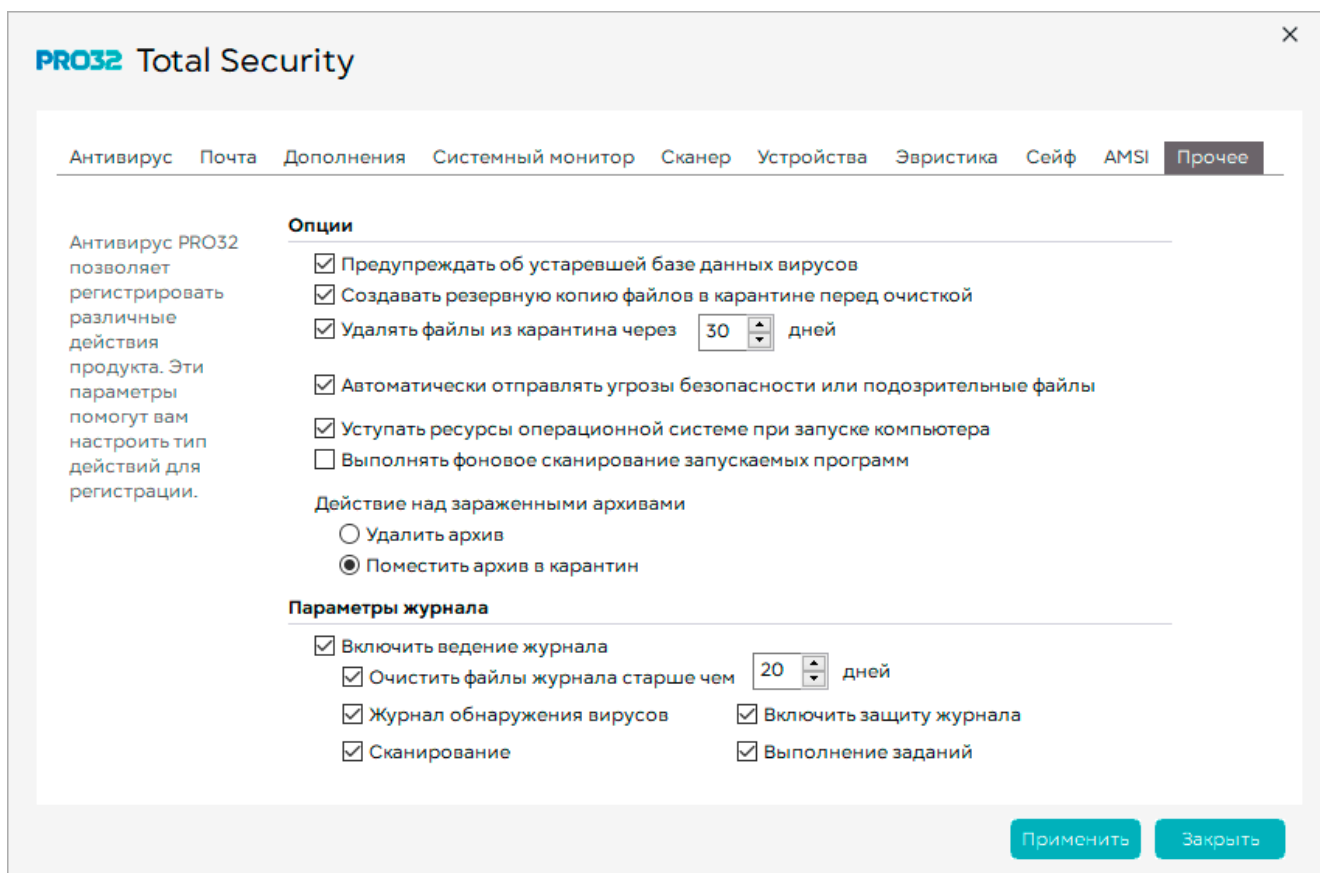 PRO32 Total Security
Антивирус Почта Дополнения Системный монитор Сканер Устройства Эвристика Сейф AMSI Прочее
Антивирус PRO32
позволяет
регистрировать
различные
действия
продукта. Эти
параметры
помогут вам
настроить тип
действий для
регистрации.
Опции
Предупреждать об устаревшей базе данных вирусов
Создавать резервную копию файлов в карантине перед очисткой
Удалять файлы из карантина через 30 дней
Автоматически отправлять угрозы безопасности или подозрительные файлы
Уступать ресурсы операционной системе при запуске компьютера
Выполнять фоновое сканирование запускаемых программ
Действие над зараженными архивами
Удалить архив
Поместить архив в карантин
Параметры журнала
Включить ведение журнала
Очистить файлы журнала старше чем 20 дней
Журнал обнаружения вирусов Включить защиту журнала
Сканирование Выполнение заданий
Применить Закрыть